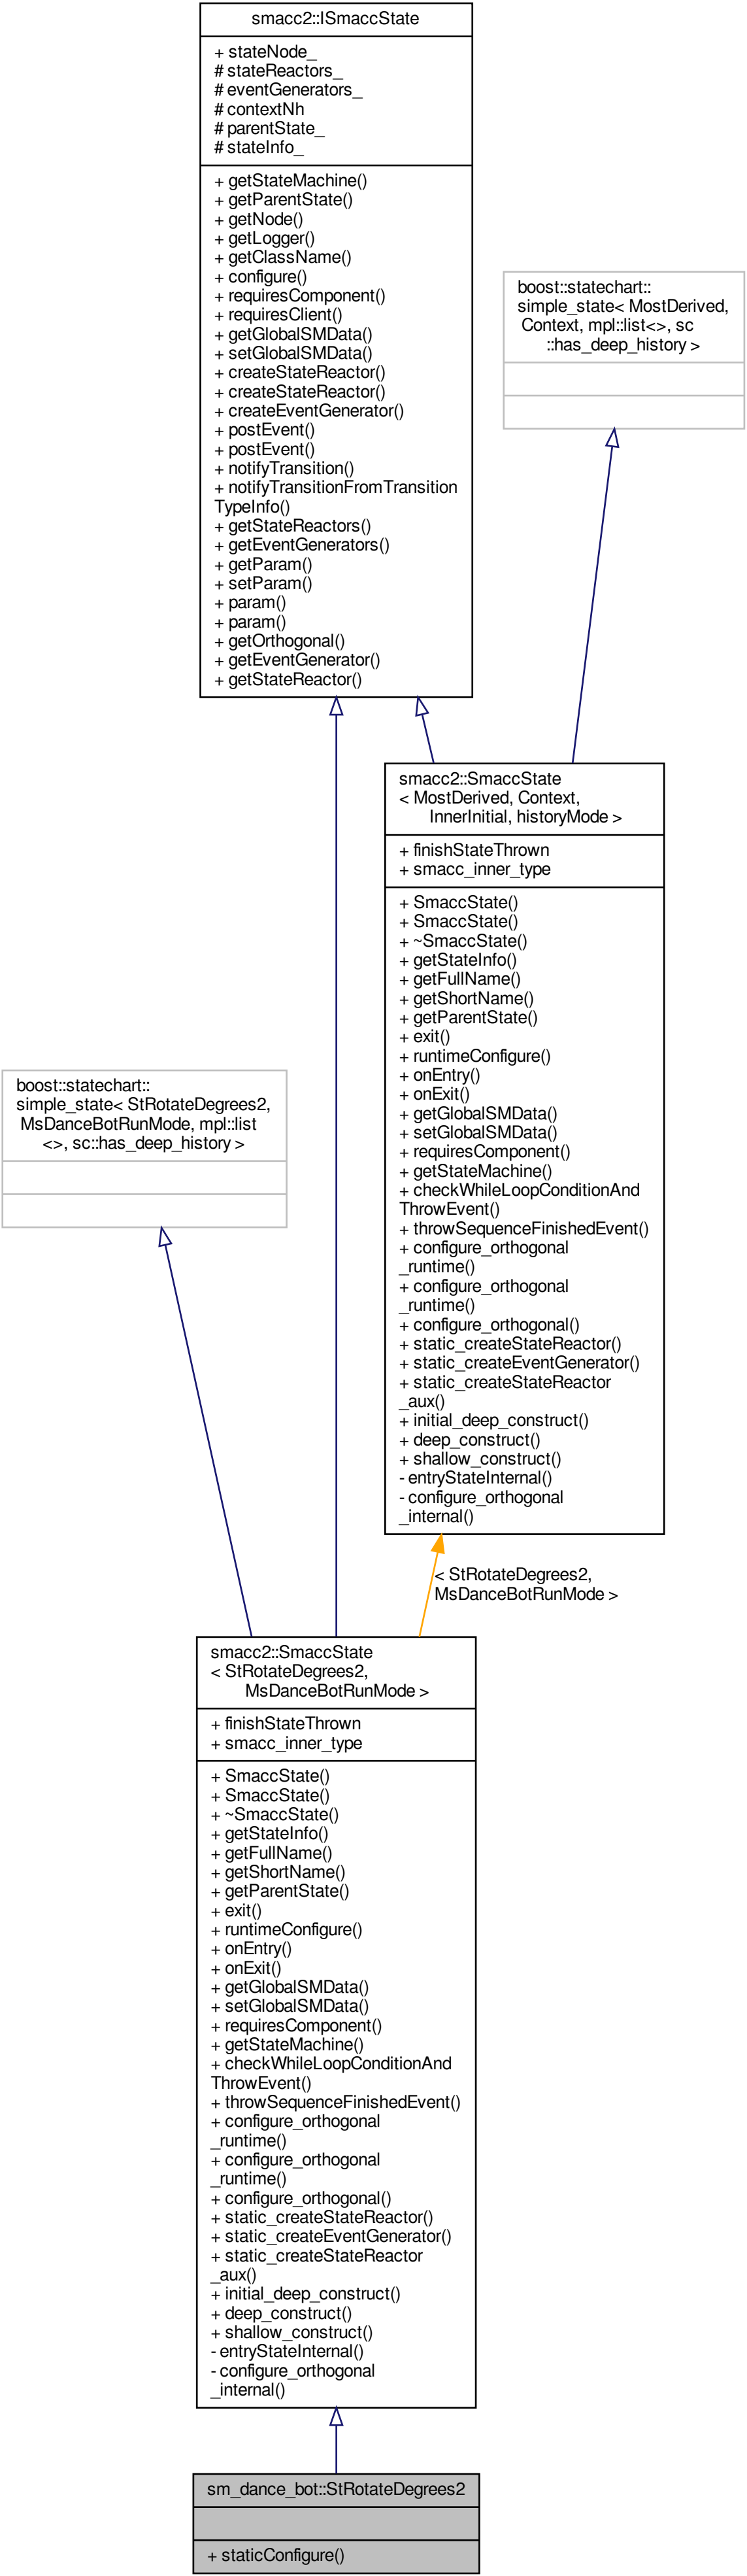 smacc2::ISmaccState
+ stateNode_
# stateReactors_
# eventGenerators_
# contextNh
# parentState_
# stateInfo_
+ getStateMachine()
+ getParentState()
+ getNode()
+ getLogger()
+ getClassName()
+ configure()
+ requiresComponent()
+ requiresClient()
+ getGlobalSMData()
+ setGlobalSMData()
+ createStateReactor()
+ createStateReactor()
+ createEventGenerator()
+ postEvent()
+ postEvent()
+ notifyTransition()
+ notifyTransitionFromTransition
TypeInfo()
+ getStateReactors()
+ getEventGenerators()
+ getParam()
+ setParam()
+ param()
+ param()
+ getOrthogonal()
+ getEventGenerator()
+ getStateReactor()
boost::statechart::
simple_state< MostDerived,
Context, mpl::list<>, sc
::has_deep_history >
smacc2::SmaccState
< MostDerived, Context,
InnerInitial, historyMode >
+ finishStateThrown
+ smacc_inner_type
+ SmaccState()
+ SmaccState()
+ ~SmaccState()
+ getStateInfo()
+ getFullName()
+ getShortName()
+ getParentState()
+ exit()
+ runtimeConfigure()
+ onEntry()
+ onExit()
+ getGlobalSMData()
+ setGlobalSMData()
+ requiresComponent()
+ getStateMachine()
+ checkWhileLoopConditionAnd
ThrowEvent()
+ throwSequenceFinishedEvent()
+ configure_orthogonal
_runtime()
+ configure_orthogonal
_runtime()
+ configure_orthogonal()
+ static_createStateReactor()
+ static_createEventGenerator()
+ static_createStateReactor
_aux()
+ initial_deep_construct()
+ deep_construct()
+ shallow_construct()
- entryStateInternal()
- configure_orthogonal
_internal()
boost::statechart::
simple_state< StRotateDegrees2,
MsDanceBotRunMode, mpl::list
<>, sc::has_deep_history >
< StRotateDegrees2,
MsDanceBotRunMode >
smacc2::SmaccState
< StRotateDegrees2,
MsDanceBotRunMode >
+ finishStateThrown
+ smacc_inner_type
+ SmaccState()
+ SmaccState()
+ ~SmaccState()
+ getStateInfo()
+ getFullName()
+ getShortName()
+ getParentState()
+ exit()
+ runtimeConfigure()
+ onEntry()
+ onExit()
+ getGlobalSMData()
+ setGlobalSMData()
+ requiresComponent()
+ getStateMachine()
+ checkWhileLoopConditionAnd
ThrowEvent()
+ throwSequenceFinishedEvent()
+ configure_orthogonal
_runtime()
+ configure_orthogonal
_runtime()
+ configure_orthogonal()
+ static_createStateReactor()
+ static_createEventGenerator()
+ static_createStateReactor
_aux()
+ initial_deep_construct()
+ deep_construct()
+ shallow_construct()
- entryStateInternal()
- configure_orthogonal
_internal()
sm_dance_bot::StRotateDegrees2
+ staticConfigure()